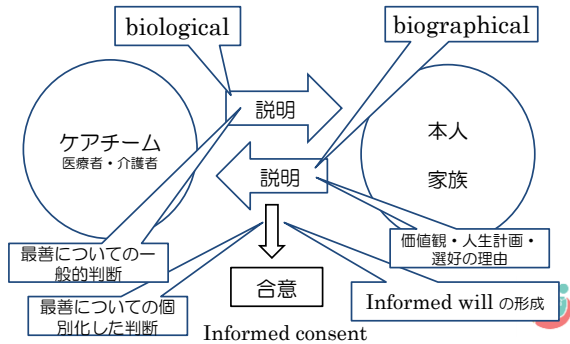 biological
biographical
説明
ケアチーム
医療者・介護者
本人
説明
家族
最善についての一
般的判断
価値観・人生計画・
選好の理由
合意
最善についての個
別化した判断
Informed will の形成
Informed consent